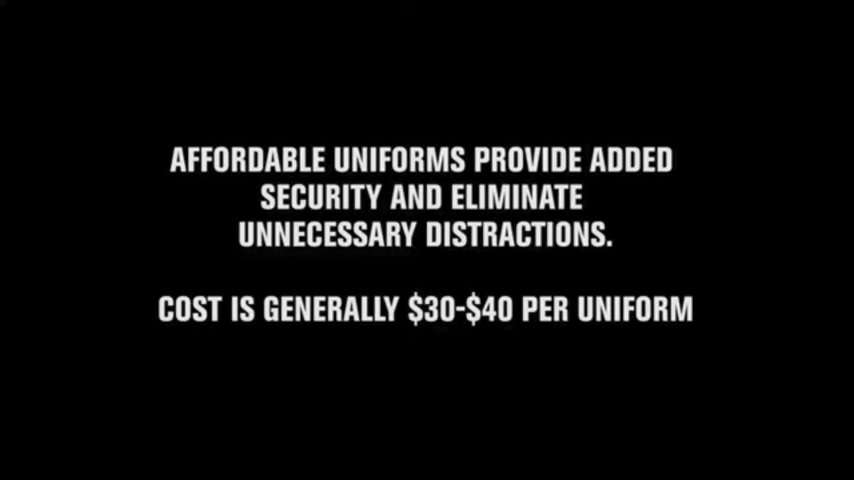 AFFORDABLE UNIFORMS PROVIDE ADDED
SECURITY AND ELIMINATE
UNNECESSARY DISTRACTIONS.
COST IS GENERALLY $30-$40 PER UNIFORM